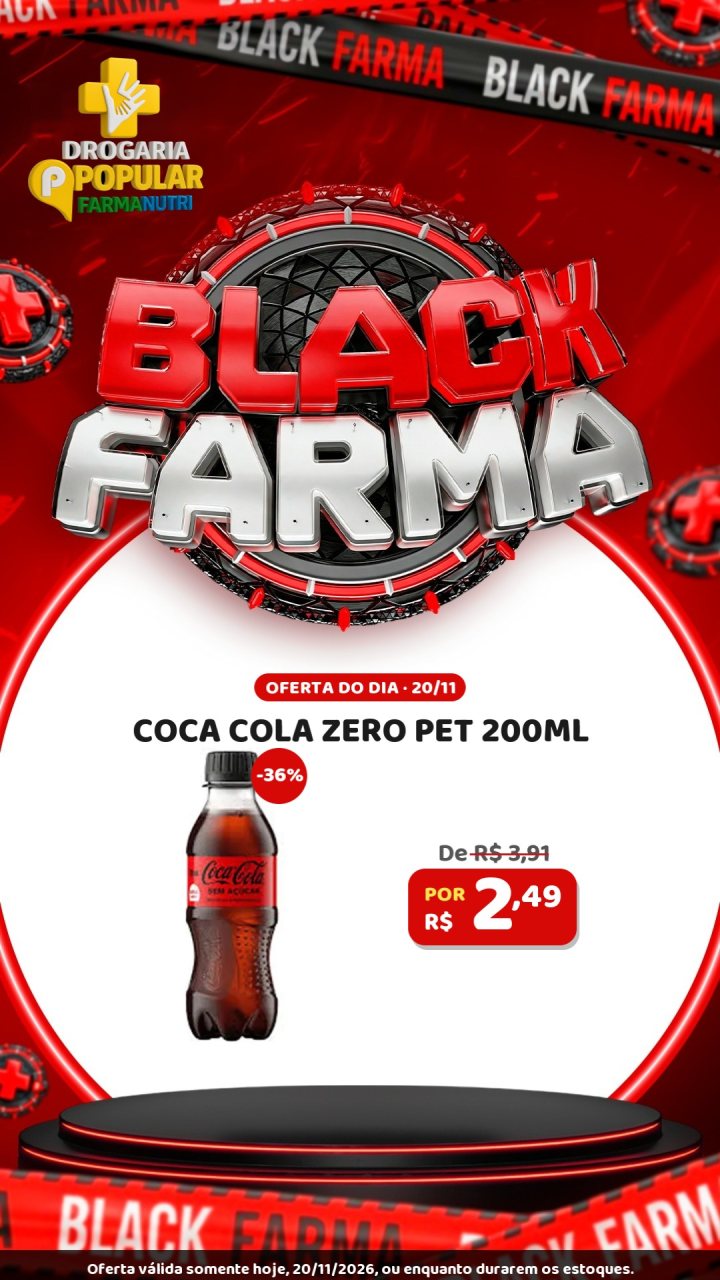 BLACK FARMA
BLACK FARMA BLACK FARMA
DROGARIA
P POPULAR
FARMANUTRI
BLACK
FARMA
OFERTA DO DIA · 20/11
COCA COLA ZERO PET 200ML
-36%
Coca-Cola
SEM AÇÚCAR
De R$ 3,91
POR
R$ 2,49
BLACK FARMA
Oferta válida somente hoje, 20/11/2026, ou enquanto durarem os estoques.